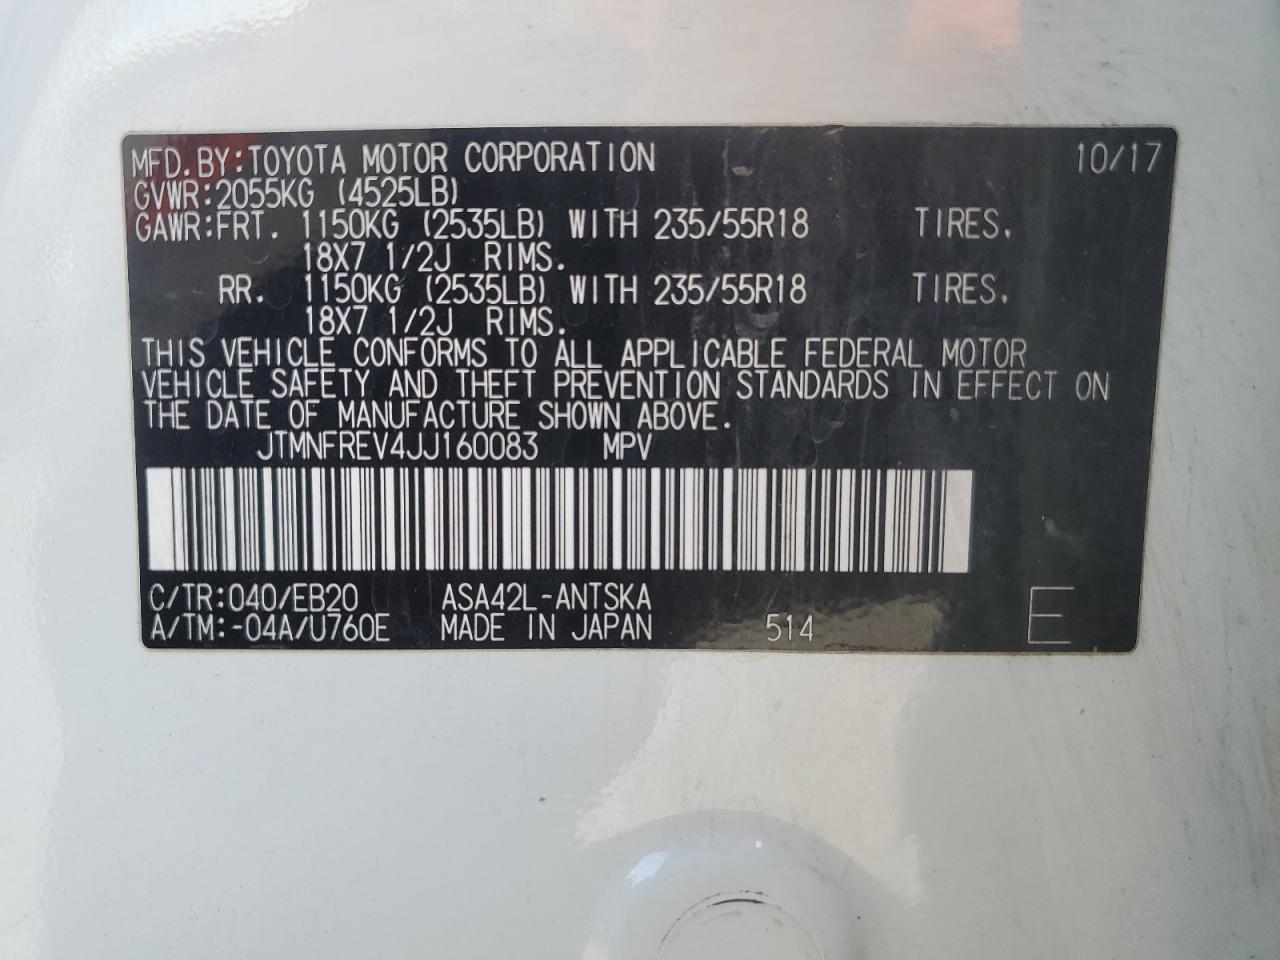 MFD.BY:TOYOTA MOTOR CORPORATION 10/17
GVWR:2055KG (4525LB)
GAWR:FRT. 1150KG (2535LB) WITH 235/55R18 TIRES.
18X7 1/2J RIMS.
RR. 1150KG (2535LB) WITH 235/55R18 TIRES.
18X7 1/2J RIMS.
THIS VEHICLE CONFORMS TO ALL APPLICABLE FEDERAL MOTOR
VEHICLE SAFETY AND THEFT PREVENTION STANDARDS IN EFFECT ON
THE DATE OF MANUFACTURE SHOWN ABOVE.
JTMNFREV4JJ160083 MPV
C/TR:040/EB20 ASA42L-ANTSKA
A/TM:-04A/U760E MADE IN JAPAN 514 E